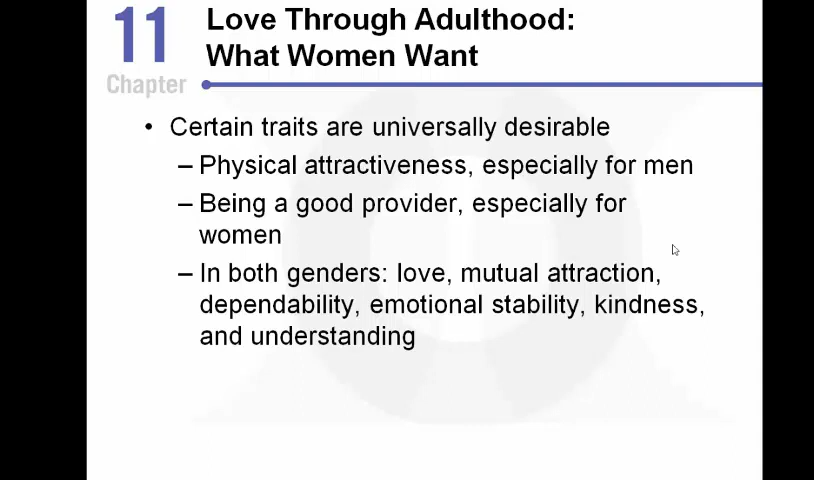 11
Chapter
Love Through Adulthood:
What Women Want
• Certain traits are universally desirable
– Physical attractiveness, especially for men
– Being a good provider, especially for
women
– In both genders: love, mutual attraction,
dependability, emotional stability, kindness,
and understanding